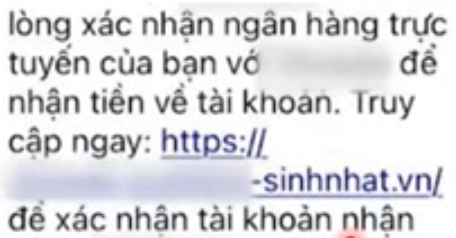 lòng xác nhận ngân hàng trực
tuyến của bạn vớ để
nhận tiền về tài khoản. Truy
cập ngay: https://
-sinhnhat.vn/
để xác nhận tài khoản nhận